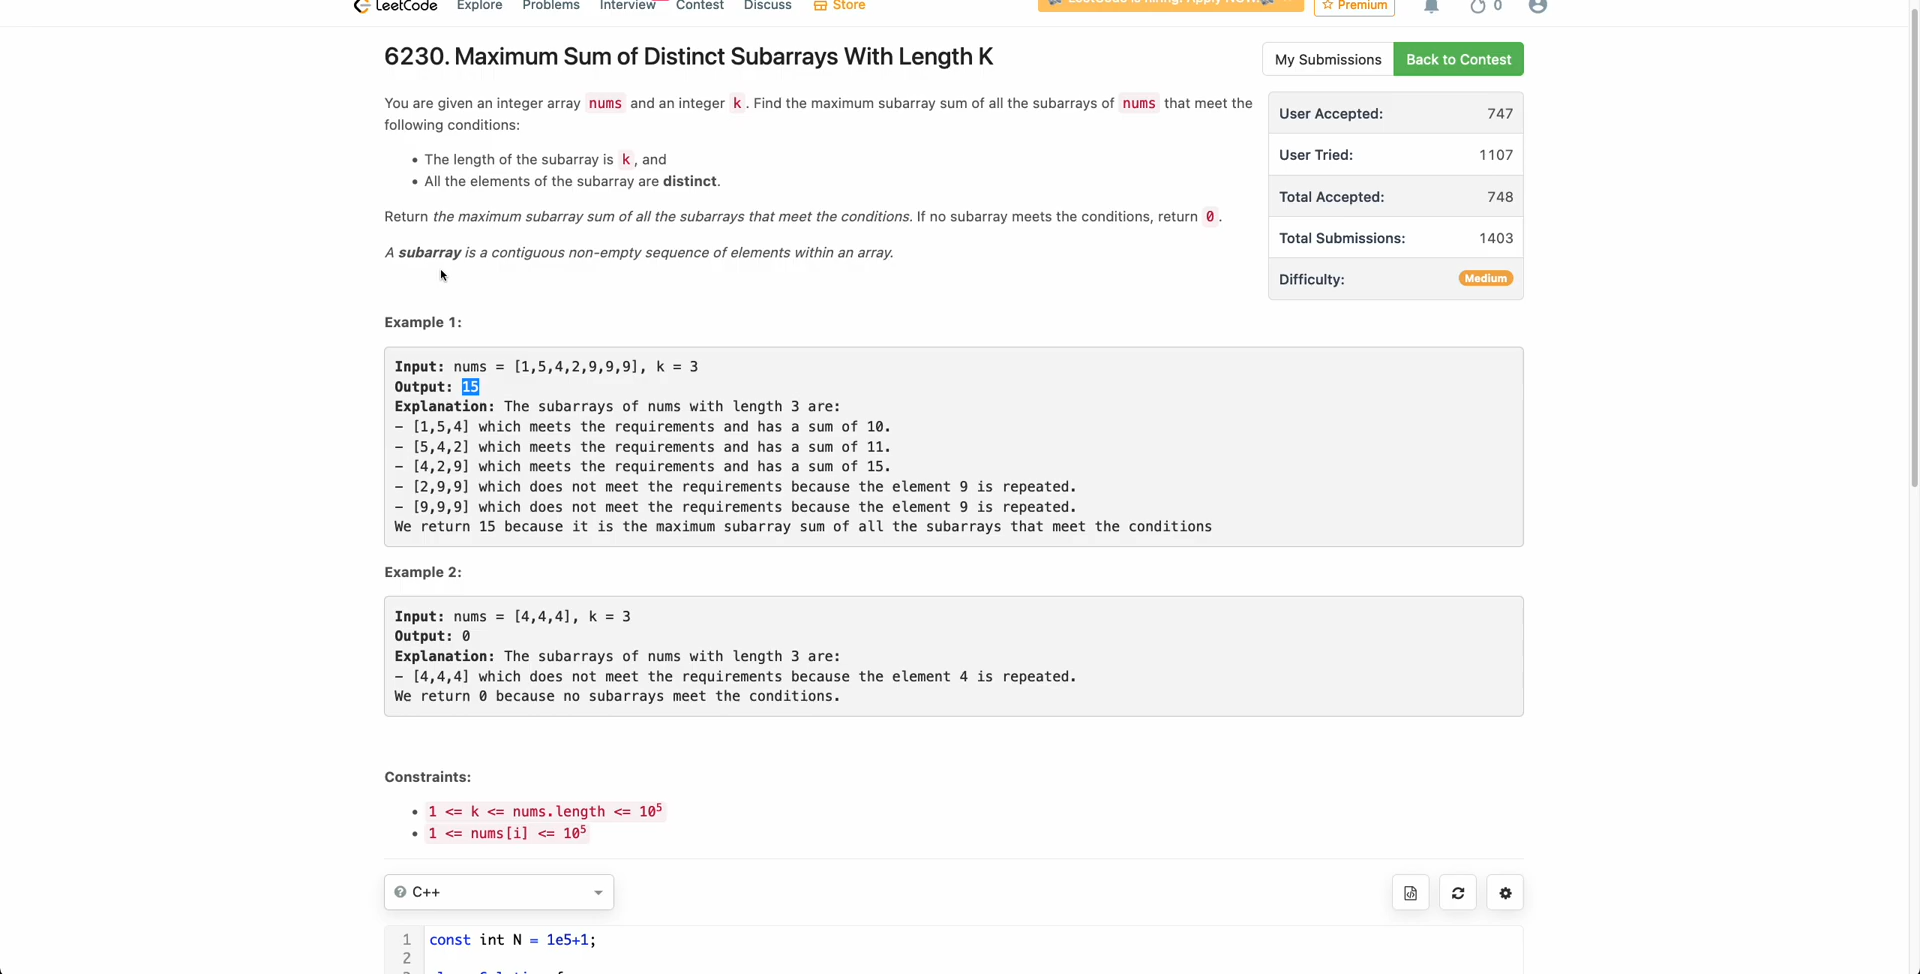 LeetCode Explore Problems Interview Contest Discuss Store LeetCode is hiring! Apply NOW. Premium 0
6230. Maximum Sum of Distinct Subarrays With Length K
My Submissions Back to Contest
You are given an integer array nums and an integer k. Find the maximum subarray sum of all the subarrays of nums that meet the
following conditions:
• The length of the subarray is k, and
• All the elements of the subarray are distinct.
Return the maximum subarray sum of all the subarrays that meet the conditions. If no subarray meets the conditions, return 0.
A subarray is a contiguous non-empty sequence of elements within an array.
User Accepted: 747
User Tried: 1107
Total Accepted: 748
Total Submissions: 1403
Difficulty: Medium
Example 1:
Input: nums = [1,5,4,2,9,9,9], k = 3
Output: 15
Explanation: The subarrays of nums with length 3 are:
- [1,5,4] which meets the requirements and has a sum of 10.
- [5,4,2] which meets the requirements and has a sum of 11.
- [4,2,9] which meets the requirements and has a sum of 15.
- [2,9,9] which does not meet the requirements because the element 9 is repeated.
- [9,9,9] which does not meet the requirements because the element 9 is repeated.
We return 15 because it is the maximum subarray sum of all the subarrays that meet the conditions
Example 2:
Input: nums = [4,4,4], k = 3
Output: 0
Explanation: The subarrays of nums with length 3 are:
- [4,4,4] which does not meet the requirements because the element 4 is repeated.
We return 0 because no subarrays meet the conditions.
Constraints:
• 1 <= k <= nums.length <= 10⁵
• 1 <= nums[i] <= 10⁵
C++
1 const int N = 1e5+1;
2